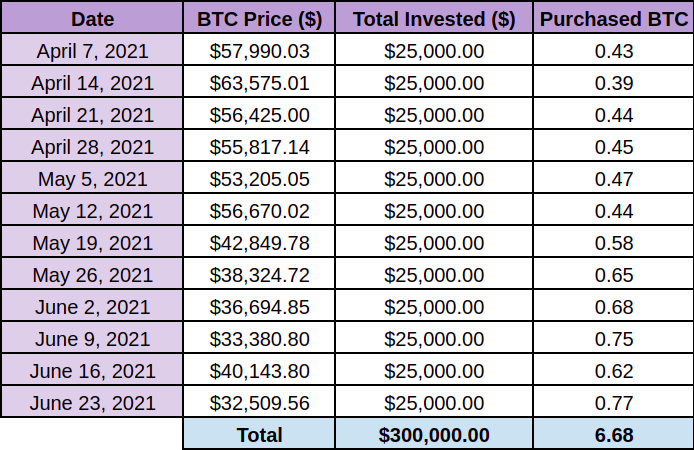 Date BTC Price ($) Total Invested ($) Purchased BTC
April 7, 2021 $57,990.03 $25,000.00 0.43
April 14, 2021 $63,575.01 $25,000.00 0.39
April 21, 2021 $56,425.00 $25,000.00 0.44
April 28, 2021 $55,817.14 $25,000.00 0.45
May 5, 2021 $53,205.05 $25,000.00 0.47
May 12, 2021 $56,670.02 $25,000.00 0.44
May 19, 2021 $42,849.78 $25,000.00 0.58
May 26, 2021 $38,324.72 $25,000.00 0.65
June 2, 2021 $36,694.85 $25,000.00 0.68
June 9, 2021 $33,380.80 $25,000.00 0.75
June 16, 2021 $40,143.80 $25,000.00 0.62
June 23, 2021 $32,509.56 $25,000.00 0.77
Total $300,000.00 6.68